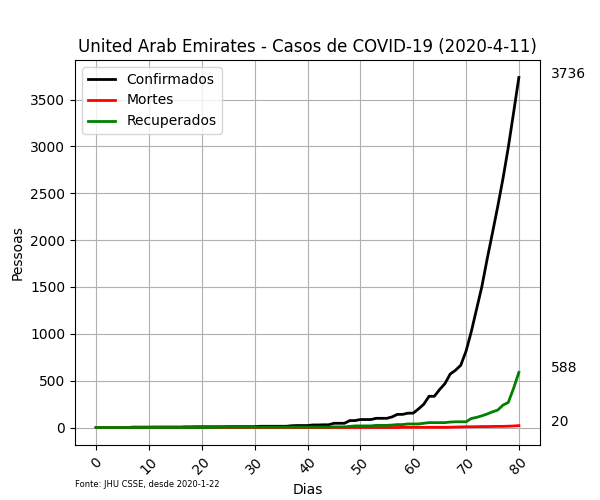 United Arab Emirates - Casos de COVID-19 (2020-4-11)
Confirmados
Mortes
Recuperados
3736
588
20
Pessoas
3500
3000
2500
2000
1500
1000
500
0
0 10 20 30 40 50 60 70 80
Dias
Fonte: JHU CSSE, desde 2020-1-22